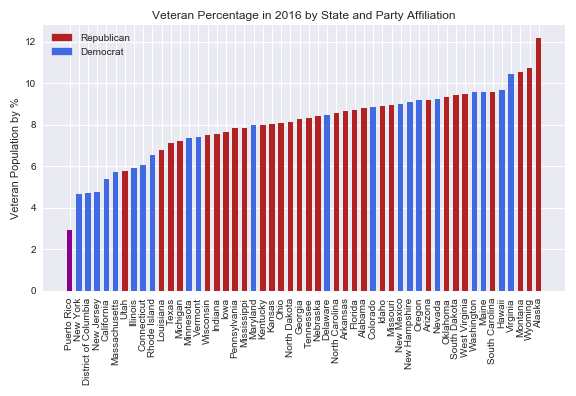 Veteran Percentage in 2016 by State and Party Affiliation
Republican
Democrat
Veteran Population by %
12
10
8
6
4
2
0
Puerto Rico
New York
District of Columbia
New Jersey
California
Massachusetts
Utah
Illinois
Connecticut
Rhode Island
Louisiana
Texas
Michigan
Minnesota
Vermont
Wisconsin
Indiana
Iowa
Pennsylvania
Mississippi
Maryland
Kentucky
Kansas
Ohio
North Dakota
Georgia
Tennessee
Nebraska
Delaware
North Carolina
Arkansas
Florida
Alabama
Colorado
Idaho
Missouri
New Mexico
New Hampshire
Oregon
Arizona
Nevada
Oklahoma
South Dakota
West Virginia
Washington
Maine
South Carolina
Hawaii
Virginia
Montana
Wyoming
Alaska